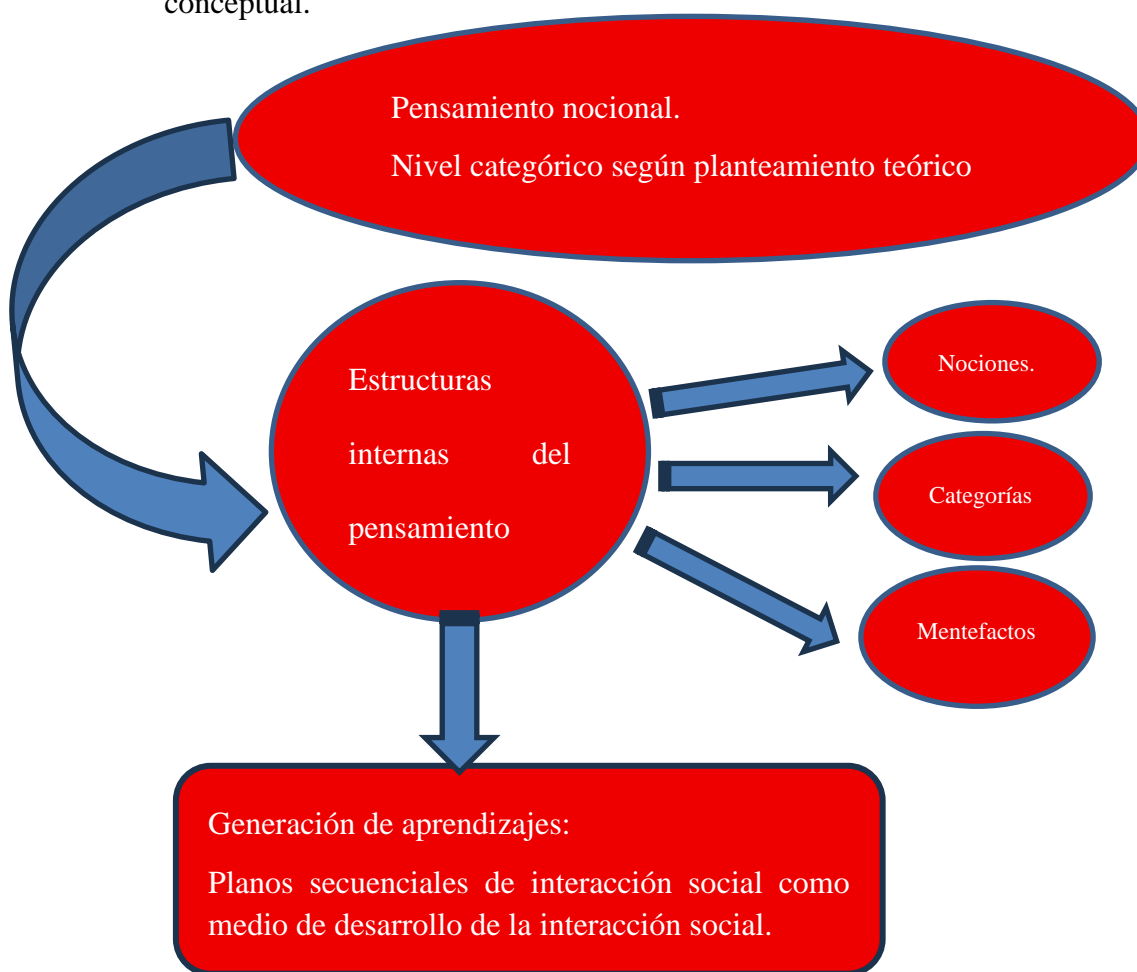 conceptual.
Pensamiento nocional.
Nivel categórico según planteamiento teórico
Estructuras
internas del
pensamiento
Nociones.
Categorías
Mentefactos
Generación de aprendizajes:
Planos secuenciales de interacción social como
medio de desarrollo de la interacción social.